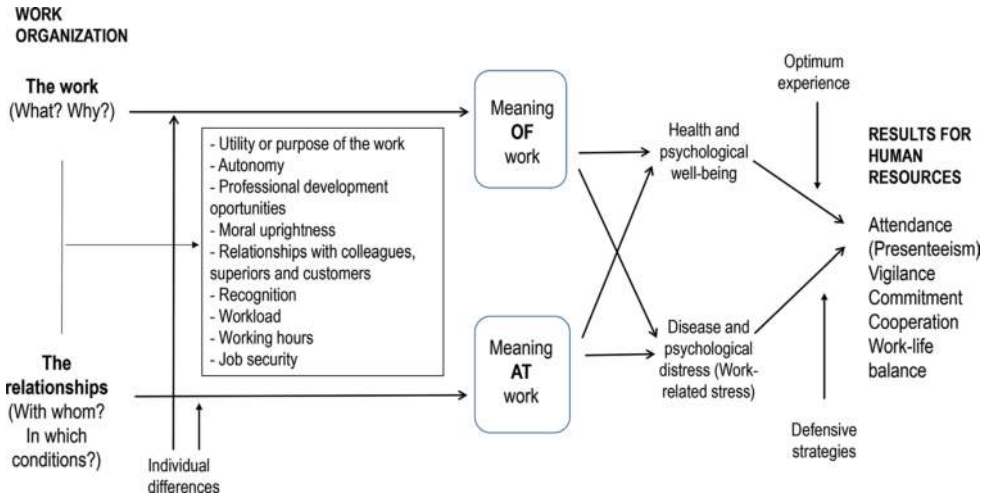 WORK
ORGANIZATION
The work
(What? Why?)
The
relationships
(With whom?
In which
conditions?)
Individual
differences
- Utility or purpose of the work
- Autonomy
- Professional development
oportunities
- Moral uprightness
- Relationships with colleagues,
superiors and customers
- Recognition
- Workload
- Working hours
- Job security
Meaning
OF
work
Meaning
AT
work
Health and
psychological
well-being
Disease and
psychological
distress (Work-
related stress)
Optimum
experience
Defensive
strategies
RESULTS FOR
HUMAN
RESOURCES
Attendance
(Presenteeism)
Vigilance
Commitment
Cooperation
Work-life
balance